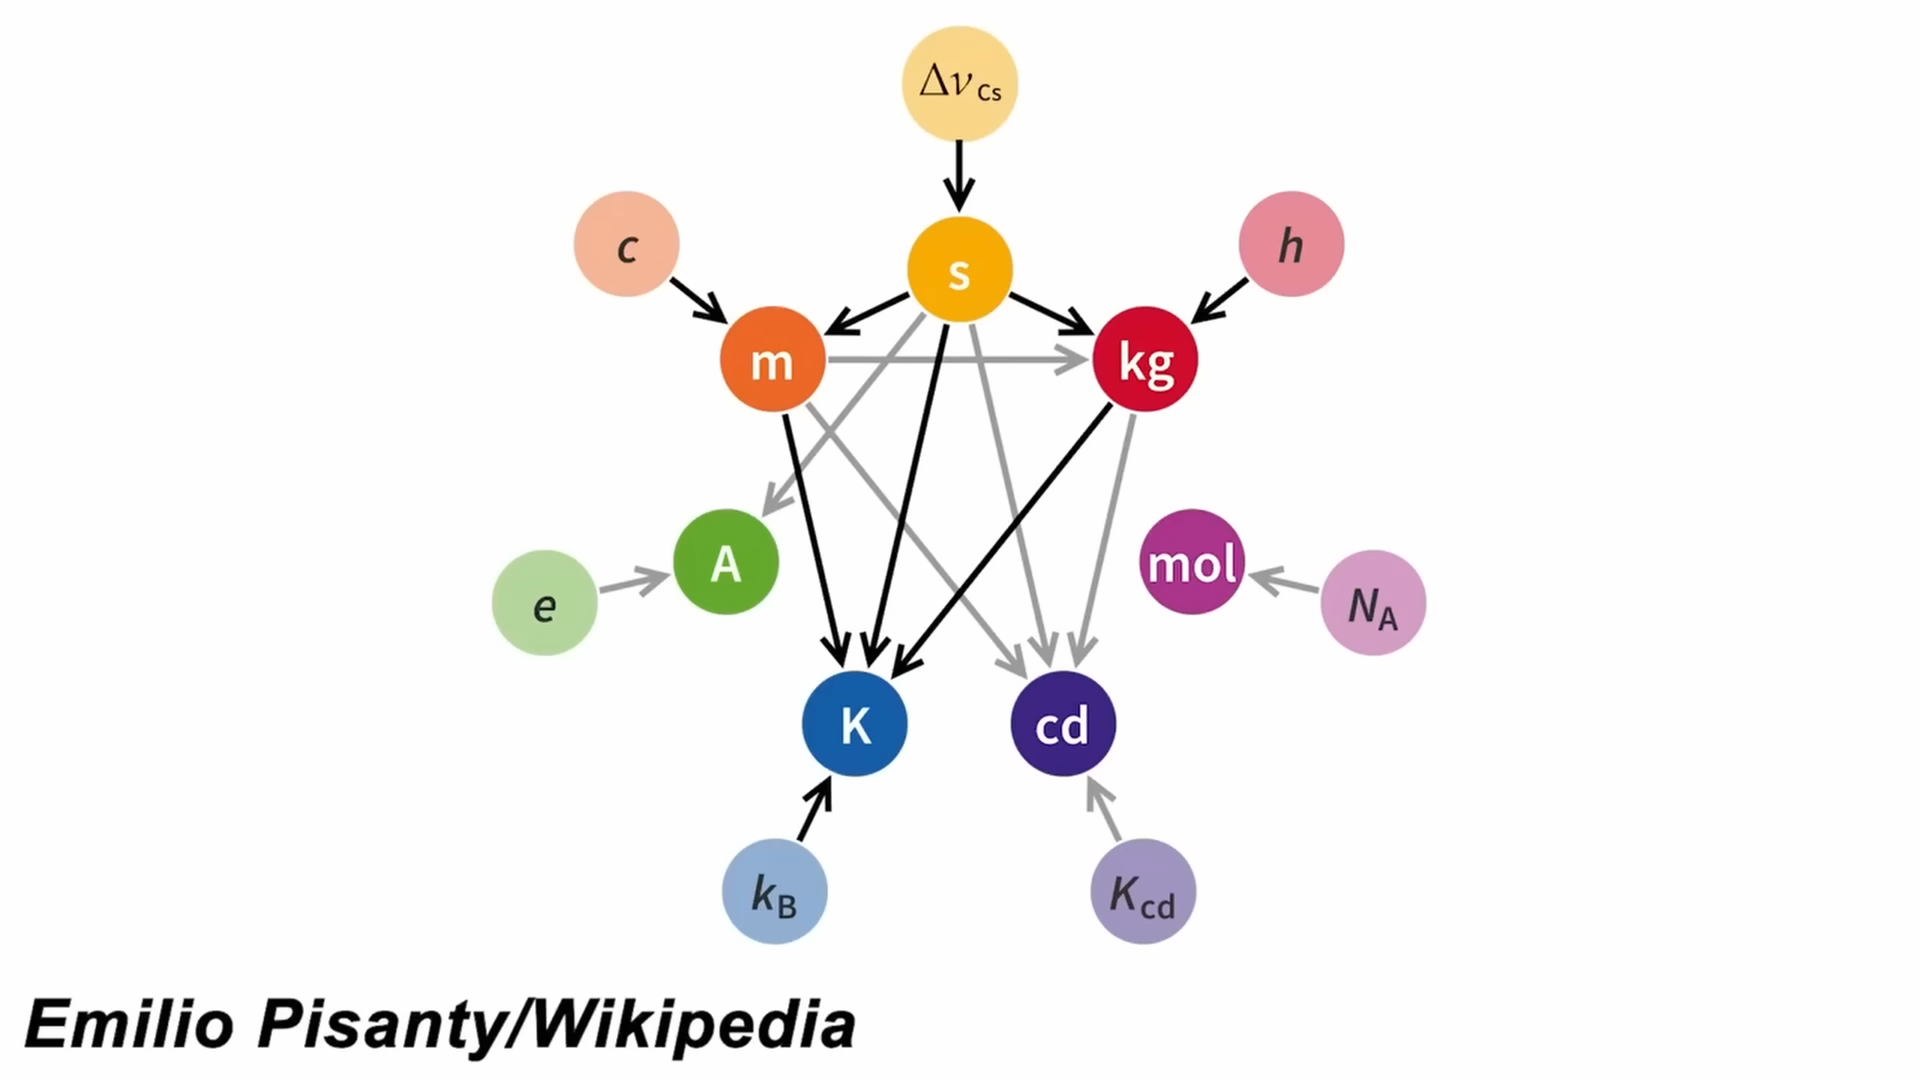 Δν Cs
c
s
h
m
kg
A
mol
e
N A
K
cd
k B
K cd
Emilio Pisanty/Wikipedia